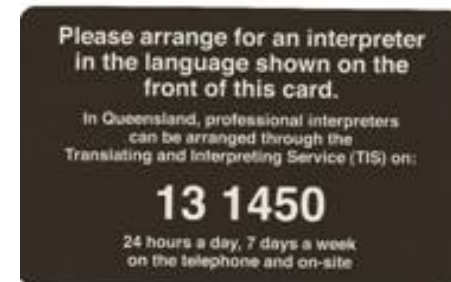 Please arrange for an interpreter
in the language shown on the
front of this card.
In Queensland, professional interpreters
can be arranged through the
Translating and Interpreting Service (TIS) on:
13 1450
24 hours a day, 7 days a week
on the telephone and on-site